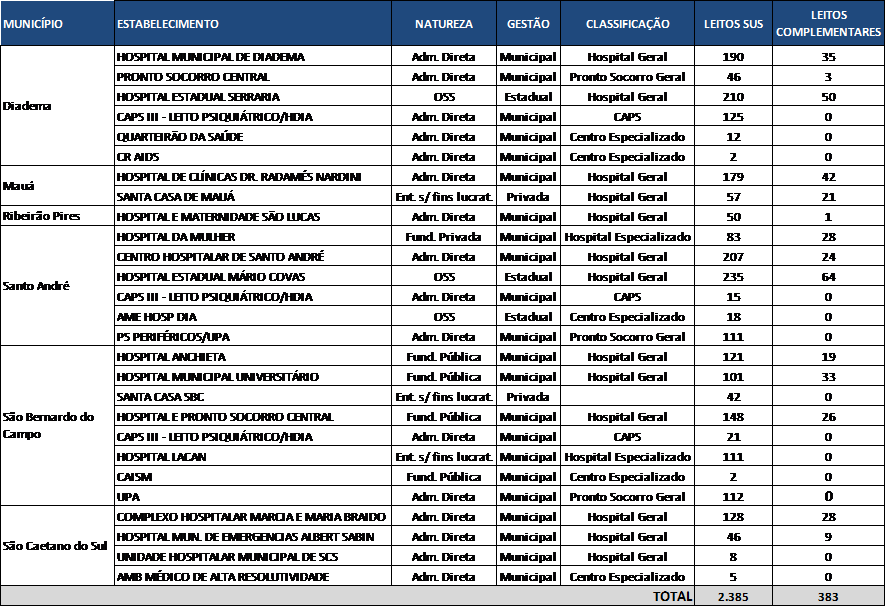 MUNICÍPIO ESTABELECIMENTO NATUREZA GESTÃO CLASSIFICAÇÃO LEITOS SUS LEITOS COMPLEMENTARES
Diadema HOSPITAL MUNICIPAL DE DIADEMA Adm. Direta Municipal Hospital Geral 190 35
PRONTO SOCORRO CENTRAL Adm. Direta Municipal Pronto Socorro Geral 46 3
HOSPITAL ESTADUAL SERRARIA OSS Estadual Hospital Geral 210 50
CAPS III - LEITO PSIQUIÁTRICO/HDIA Adm. Direta Municipal CAPS 125 0
QUARTEIRÃO DA SAÚDE Adm. Direta Municipal Centro Especializado 12 0
CR AIDS Adm. Direta Municipal Centro Especializado 2 0
Mauá HOSPITAL DE CLÍNICAS DR. RADAMÉS NARDINI Adm. Direta Municipal Hospital Geral 179 42
SANTA CASA DE MAUÁ Ent. s/ fins lucrat. Privada Hospital Geral 57 21
Ribeirão Pires HOSPITAL E MATERNIDADE SÃO LUCAS Adm. Direta Municipal Hospital Geral 50 1
Santo André HOSPITAL DA MULHER Fund. Privada Municipal Hospital Especializado 83 28
CENTRO HOSPITALAR DE SANTO ANDRÉ Adm. Direta Municipal Hospital Geral 207 24
HOSPITAL ESTADUAL MÁRIO COVAS OSS Estadual Hospital Geral 235 64
CAPS III - LEITO PSIQUIÁTRICO/HDIA Adm. Direta Municipal CAPS 15 0
AME HOSP DIA OSS Estadual Centro Especializado 18 0
PS PERIFÉRICOS/UPA Adm. Direta Municipal Pronto Socorro Geral 111 0
São Bernardo do Campo HOSPITAL ANCHIETA Fund. Pública Municipal Hospital Geral 121 19
HOSPITAL MUNICIPAL UNIVERSITÁRIO Fund. Pública Municipal Hospital Geral 101 33
SANTA CASA SBC Ent. s/ fins lucrat. Privada 42 0
HOSPITAL E PRONTO SOCORRO CENTRAL Fund. Pública Municipal Hospital Geral 148 26
CAPS III - LEITO PSIQUIÁTRICO/HDIA Adm. Direta Municipal CAPS 21 0
HOSPITAL LACAN Ent. s/ fins lucrat. Municipal Hospital Especializado 111 0
CAISM Fund. Pública Municipal Centro Especializado 2 0
UPA Adm. Direta Municipal Pronto Socorro Geral 112 0
São Caetano do Sul COMPLEXO HOSPITALAR MARCIA E MARIA BRAIDO Adm. Direta Municipal Hospital Geral 128 28
HOSPITAL MUN. DE EMERGENCIAS ALBERT SABIN Adm. Direta Municipal Hospital Geral 46 9
UNIDADE HOSPITALAR MUNICIPAL DE SCS Adm. Direta Municipal Hospital Geral 8 0
AMB MÉDICO DE ALTA RESOLUTIVIDADE Adm. Direta Municipal Centro Especializado 5 0
TOTAL 2.385 383